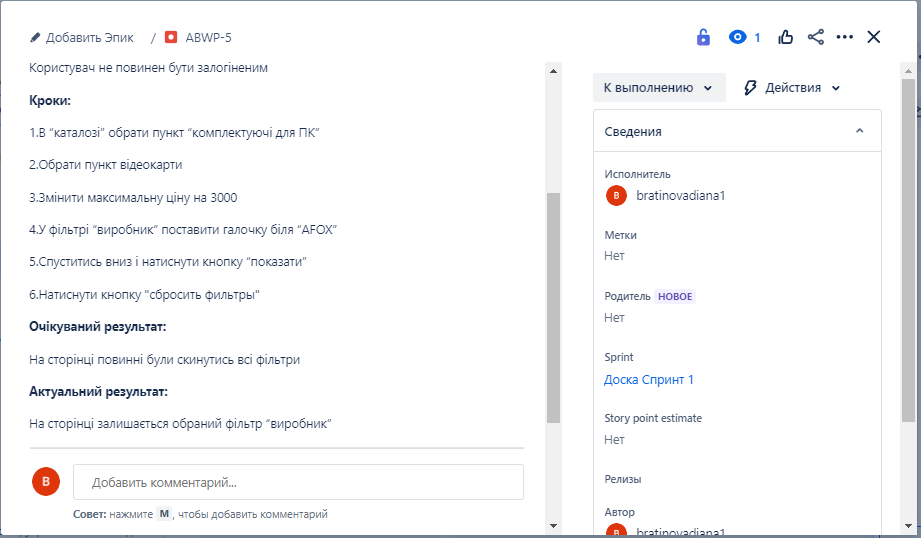 Добавить Эпик / ABWP-5
1
Користувач не повинен бути залогіненим
Кроки:
1.В “каталозі” обрати пункт “комплектуючі для ПК”
2.Обрати пункт відеокарти
3.Змінити максимальну ціну на 3000
4.У фільтрі “виробник” поставити галочку біля “AFOX”
5.Спуститись вниз і натиснути кнопку “показати”
6.Натиснути кнопку "сбросить фильтры"
Очікуваний результат:
На сторінці повинні були скинутись всі фільтри
Актуальний результат:
На сторінці залишається обраний фільтр “виробник”
B
Добавить комментарий...
Совет: нажмите M, чтобы добавить комментарий
К выполнению
Действия
Сведения
Исполнитель
B bratinovadiana1
Метки
Нет
Родитель НОВОЕ
Нет
Sprint
Доска Спринт 1
Story point estimate
Нет
Релизы
Автор
B bratinovadiana1